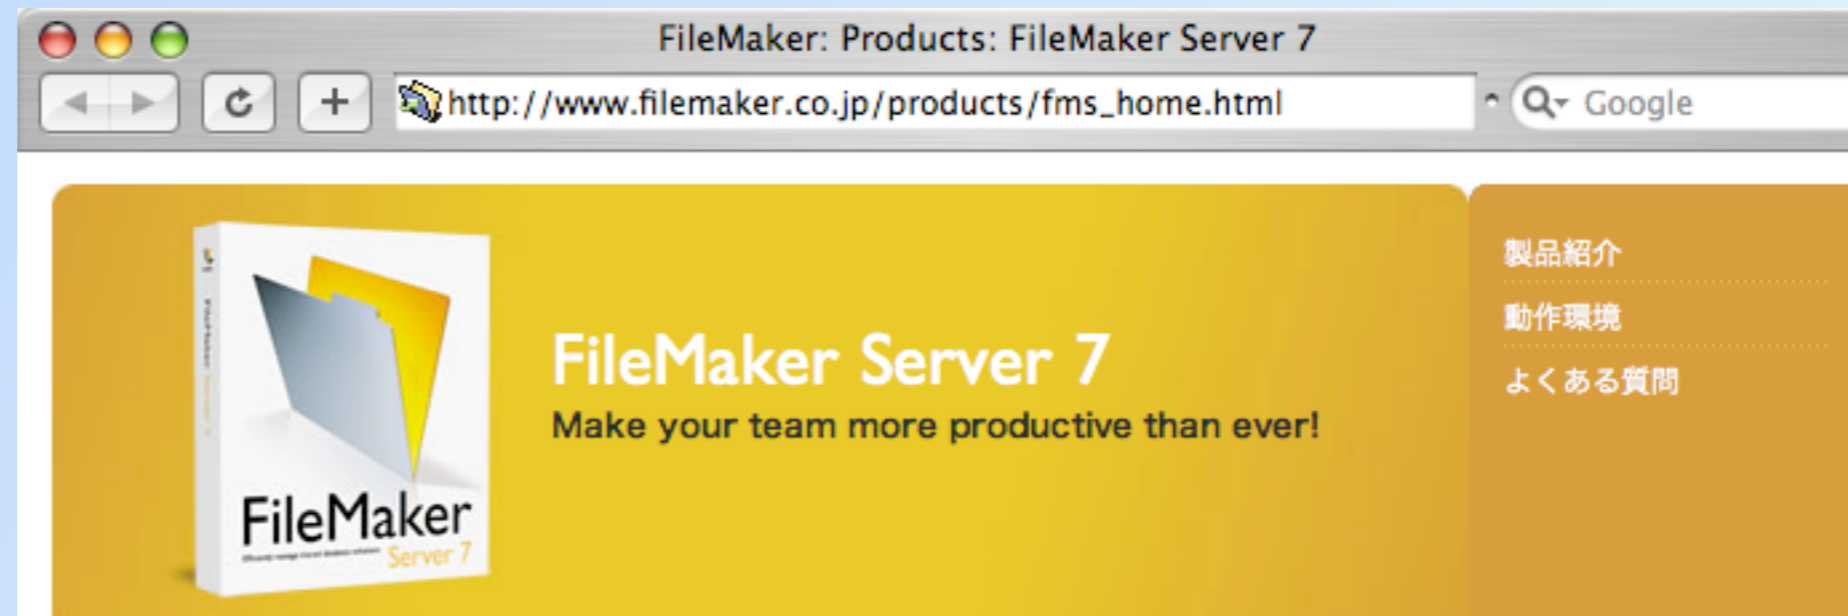 FileMaker: Products: FileMaker Server 7
http://www.filemaker.co.jp/products/fms_home.html
Google
製品紹介
動作環境
よくある質問
FileMaker Server 7
Make your team more productive than ever!
FileMaker
Server 7